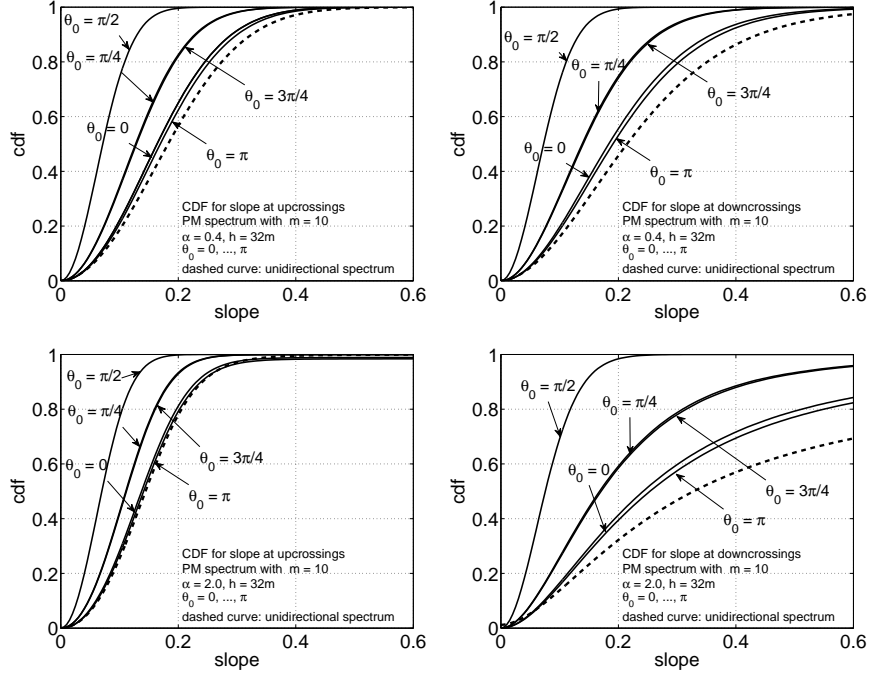 1
0.8
0.6
0.4
0.2
0
cdf
0 0.2 0.4 0.6
slope
θ0 = π/2
θ0 = π/4
θ0 = 3π/4
θ0 = 0
θ0 = π
CDF for slope at upcrossings
PM spectrum with m = 10
α = 0.4, h = 32m
θ0 = 0, ..., π
dashed curve: unidirectional spectrum
1
0.8
0.6
0.4
0.2
0
cdf
0 0.2 0.4 0.6
slope
θ0 = π/2
θ0 = π/4
θ0 = 3π/4
θ0 = 0
θ0 = π
CDF for slope at downcrossings
PM spectrum with m = 10
α = 0.4, h = 32m
θ0 = 0, ..., π
dashed curve: unidirectional spectrum
1
0.8
0.6
0.4
0.2
0
cdf
0 0.2 0.4 0.6
slope
θ0 = π/2
θ0 = π/4
θ0 = 0
θ0 = 3π/4
θ0 = π
CDF for slope at upcrossings
PM spectrum with m = 10
α = 2.0, h = 32m
θ0 = 0, ..., π
dashed curve: unidirectional spectrum
1
0.8
0.6
0.4
0.2
0
cdf
0 0.2 0.4 0.6
slope
θ0 = π/2
θ0 = π/4
θ0 = 0
θ0 = 3π/4
θ0 = π
CDF for slope at downcrossings
PM spectrum with m = 10
α = 2.0, h = 32m
θ0 = 0, ..., π
dashed curve: unidirectional spectrum